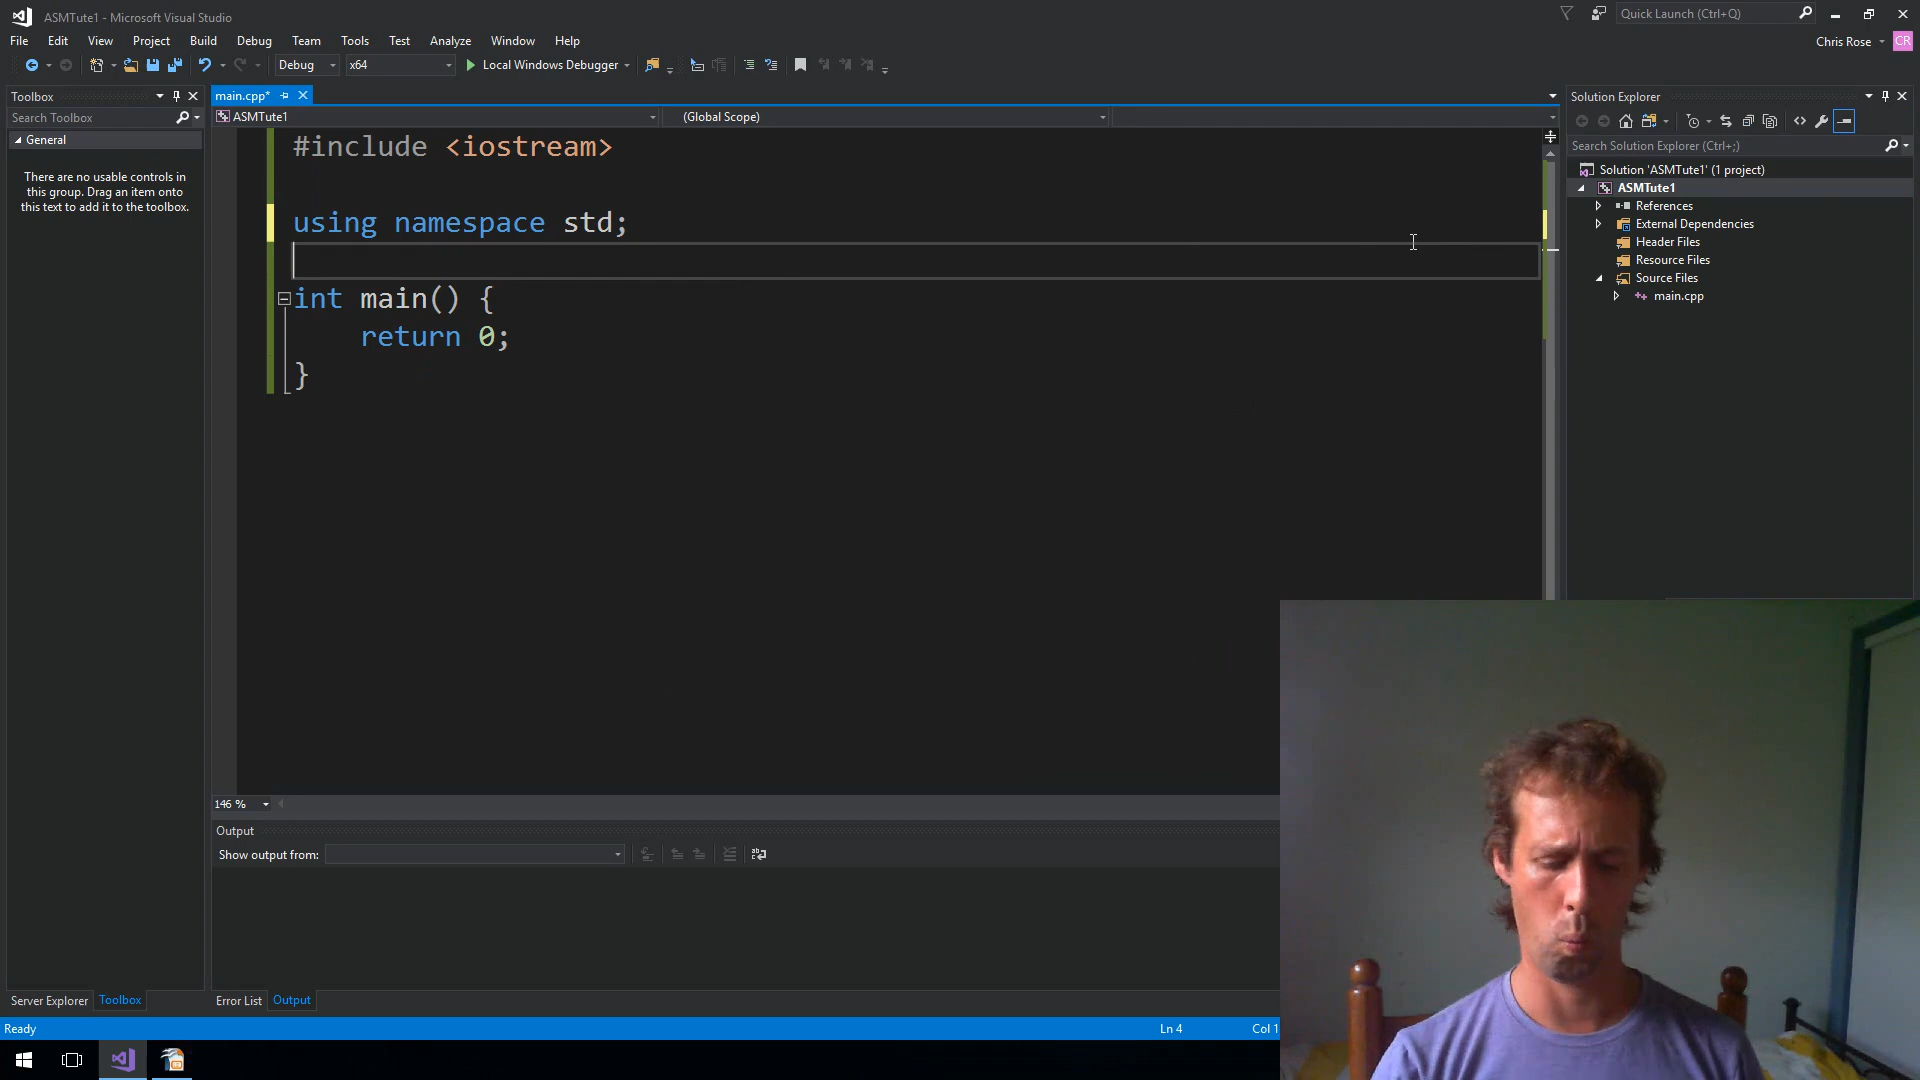 ASMTute1 - Microsoft Visual Studio
Quick Launch (Ctrl+Q)
File Edit View Project Build Debug Team Tools Test Analyze Window Help
Chris Rose CR
Debug x64 Local Windows Debugger
Toolbox
Search Toolbox
General
There are no usable controls in
this group. Drag an item onto
this text to add it to the toolbox.
main.cpp*
ASMTute1 (Global Scope)
#include <iostream>
using namespace std;
int main() {
return 0;
}
146 %
Output
Show output from:
Solution Explorer
Search Solution Explorer (Ctrl+;)
Solution 'ASMTute1' (1 project)
ASMTute1
References
External Dependencies
Header Files
Resource Files
Source Files
main.cpp
Server Explorer Toolbox
Error List Output
Ready Ln 4 Col 1